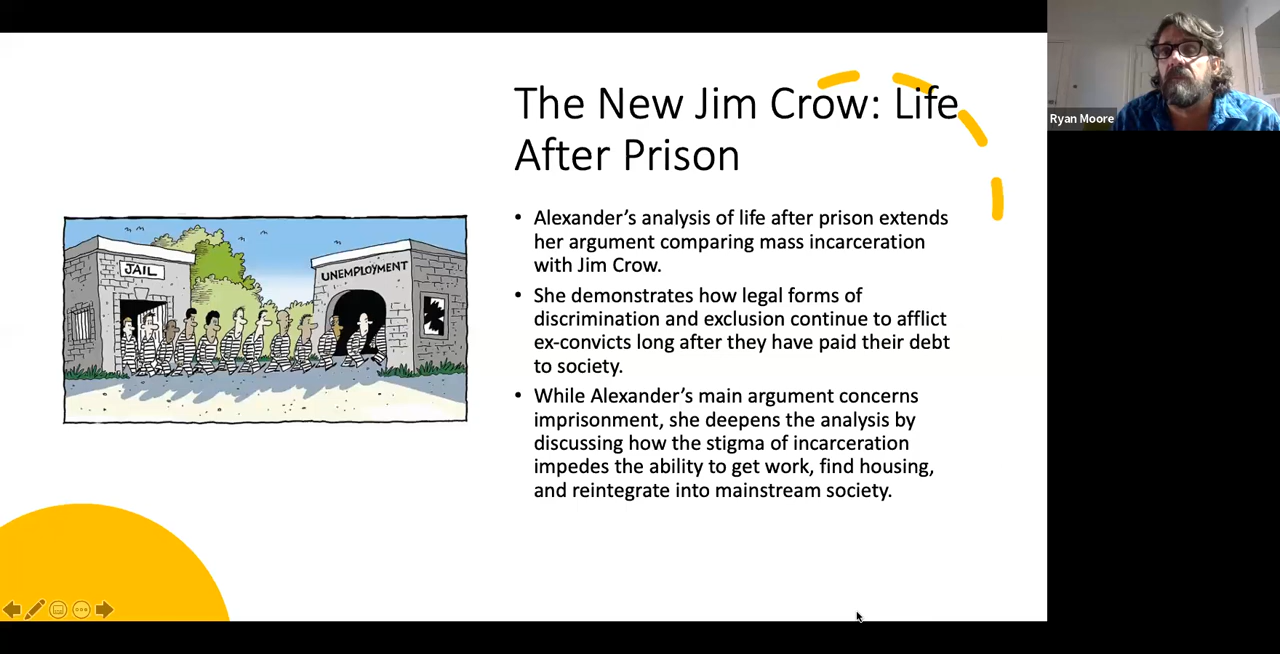 The New Jim Crow: Life
After Prison
• Alexander’s analysis of life after prison extends
her argument comparing mass incarceration
with Jim Crow.
• She demonstrates how legal forms of
discrimination and exclusion continue to afflict
ex-convicts long after they have paid their debt
to society.
• While Alexander’s main argument concerns
imprisonment, she deepens the analysis by
discussing how the stigma of incarceration
impedes the ability to get work, find housing,
and reintegrate into mainstream society.
JAIL
UNEMPLOYMENT
Ryan Moore